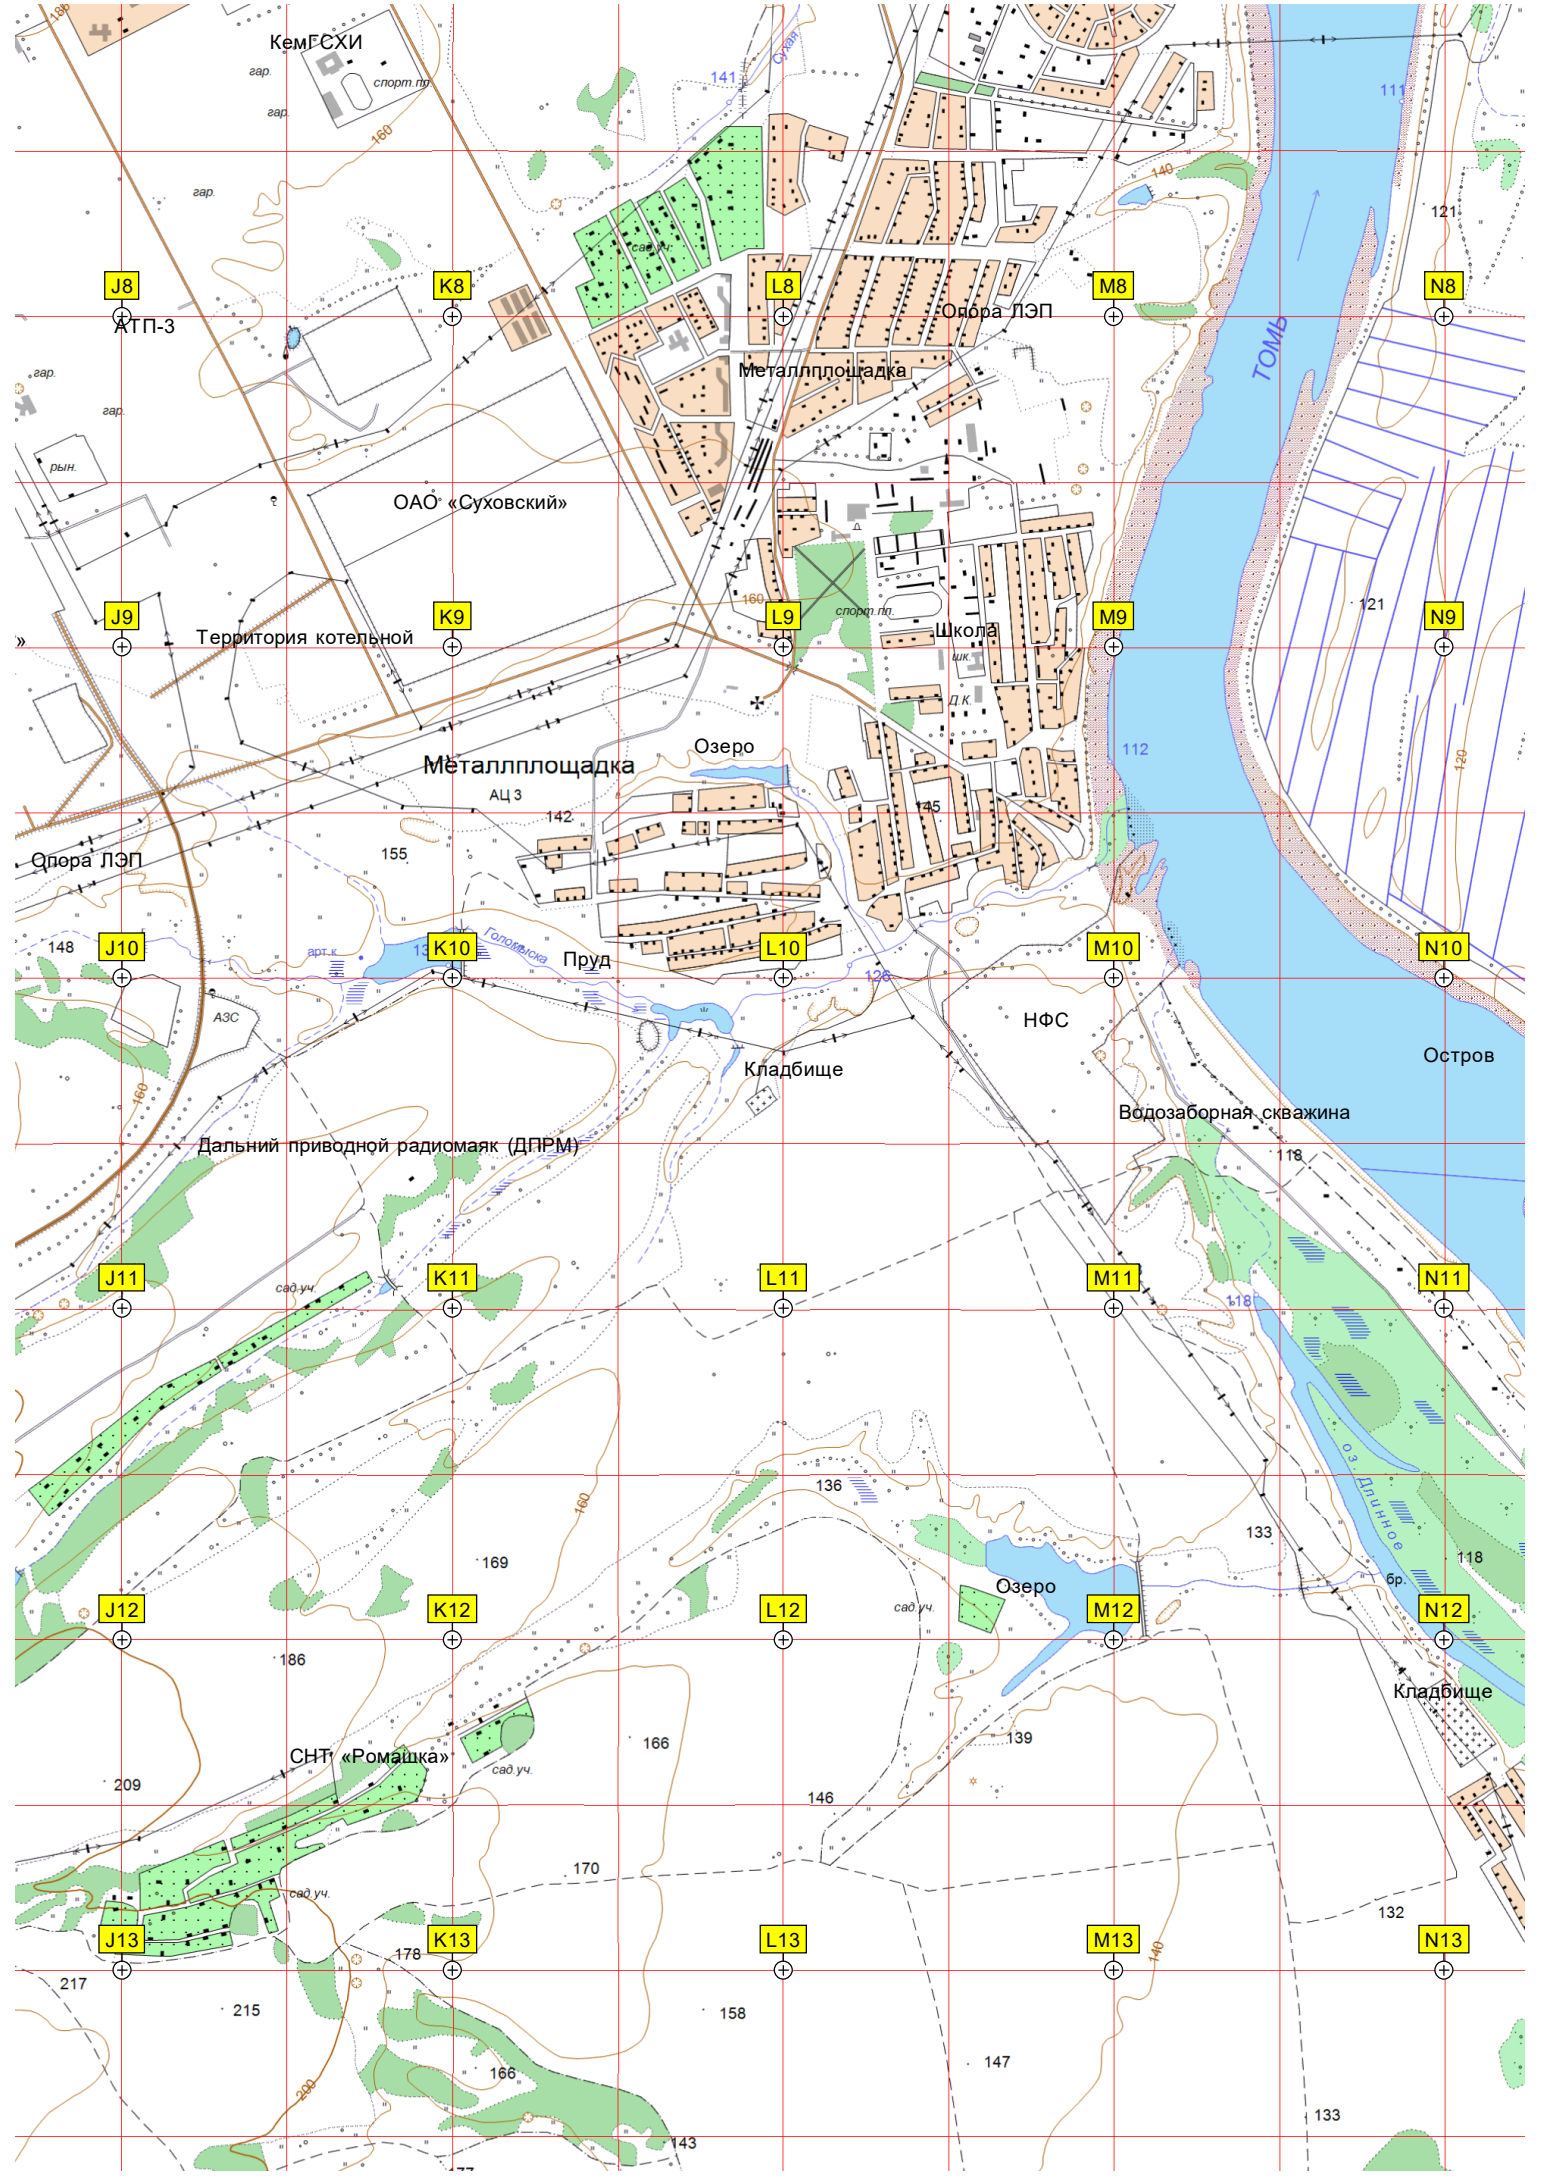 180
КемГСХИ
гар.
спорт.пл.
гар.
160
141
Сухая
111
гар.
140
121
сад.уч.
J8
K8
L8
M8
N8
АТП-3
Опора ЛЭП
ТОМЬ
гар.
Металлплощадка
гар.
рын.
ОАО «Суховский»
160
121
спорт.пл.
J9
K9
L9
M9
N9
»
Территория котельной
Школа
шк.
Д.К.
Озеро
112
120
Металлплощадка
АЦ 3
142
145
155
Опора ЛЭП
148
J10
арт.к.
K10
Голомыска
Пруд
L10
126
M10
N10
АЗС
НФС
Остров
160
Кладбище
Водозаборная скважина
Дальний приводной радиомаяк (ДПРМ)
118
J11
сад.уч.
K11
L11
M11
118
N11
160
136
оз. Длинное
169
133
118
J12
K12
L12
сад.уч.
Озеро
M12
бр.
N12
186
Кладбище
СНТ «Ромашка»
166
139
209
сад.уч.
146
170
сад.уч.
132
J13
178
K13
L13
M13
140
N13
217
215
158
166
147
200
133
143
177